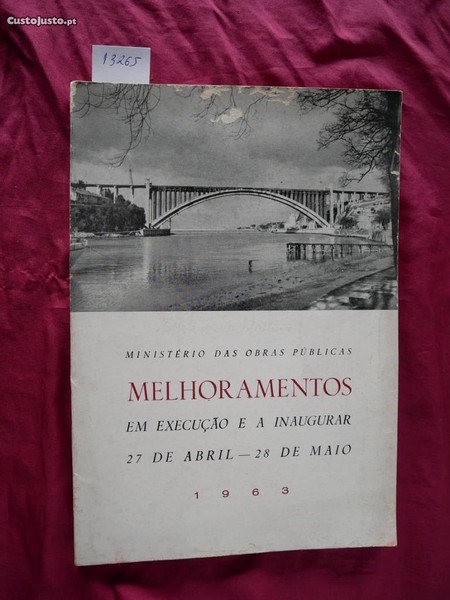 CustoJusto.pt
13265
MINISTÉRIO DAS OBRAS PÚBLICAS
MELHORAMENTOS
EM EXECUÇÃO E A INAUGURAR
27 DE ABRIL — 28 DE MAIO
1963